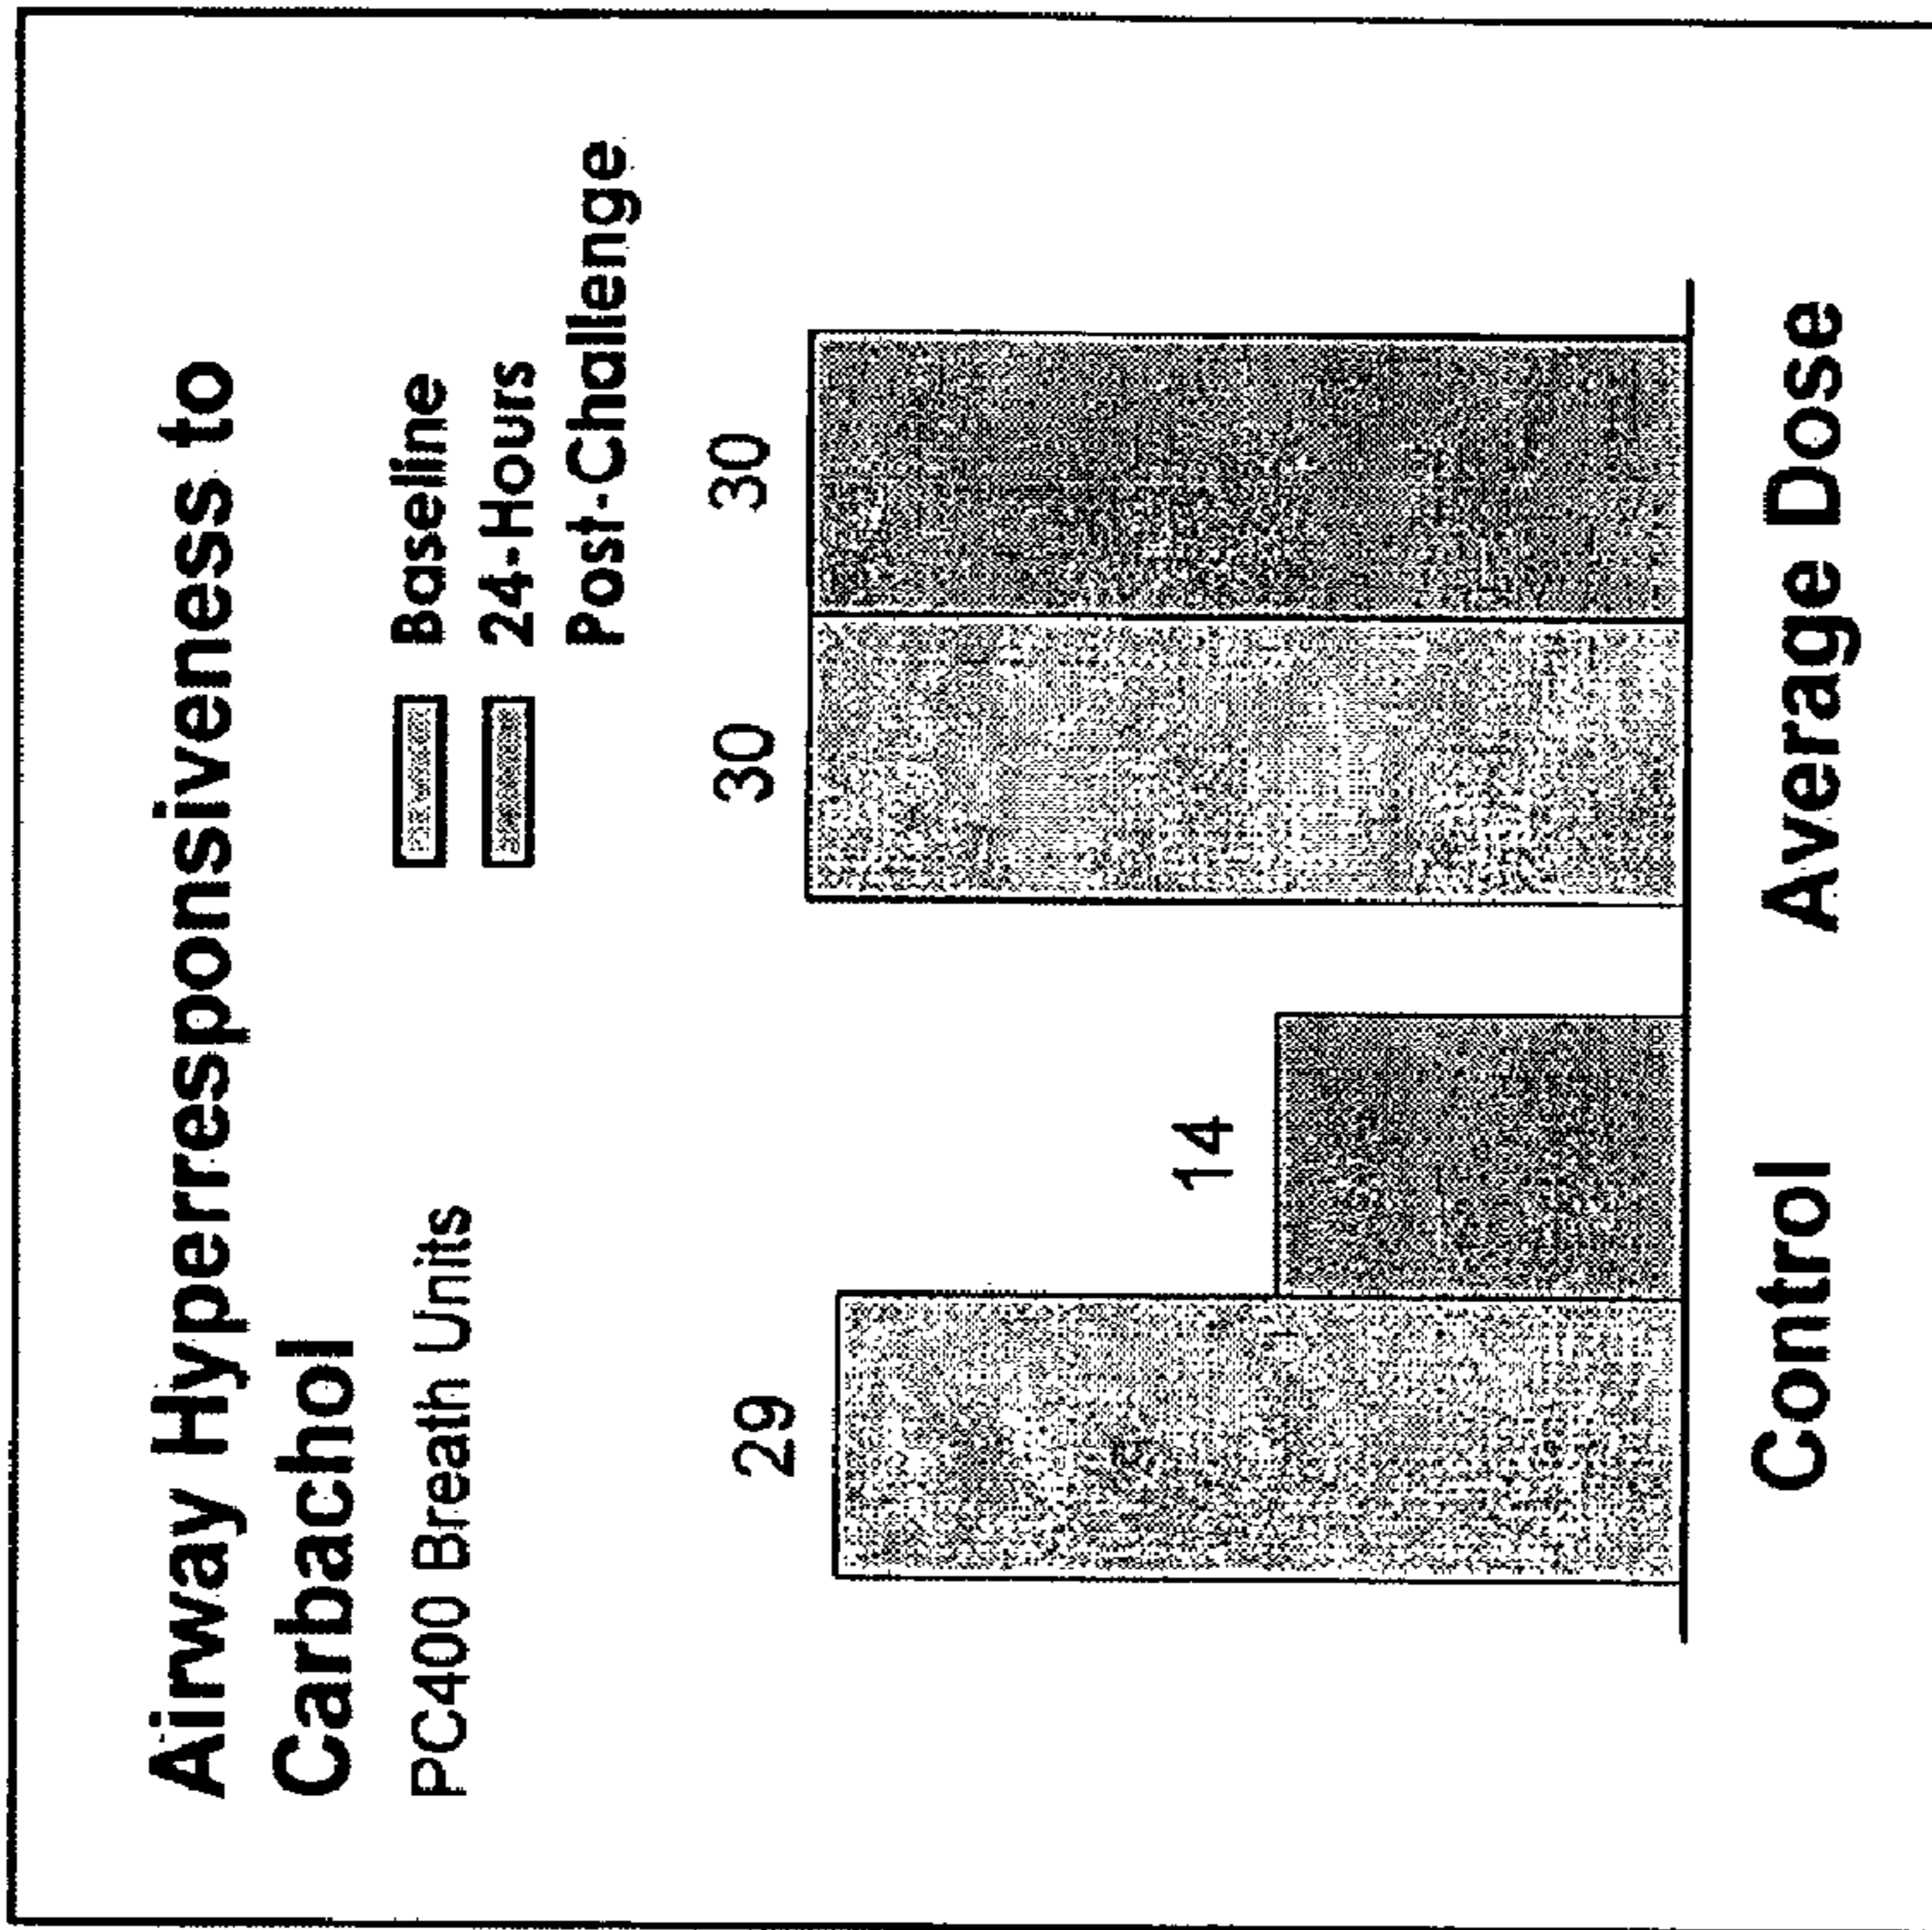 Airway Hyperresponsiveness to
Carbachol
PC400 Breath Units
Baseline
24-Hours
Post-Challenge
29
14
30
30
Control
Average Dose